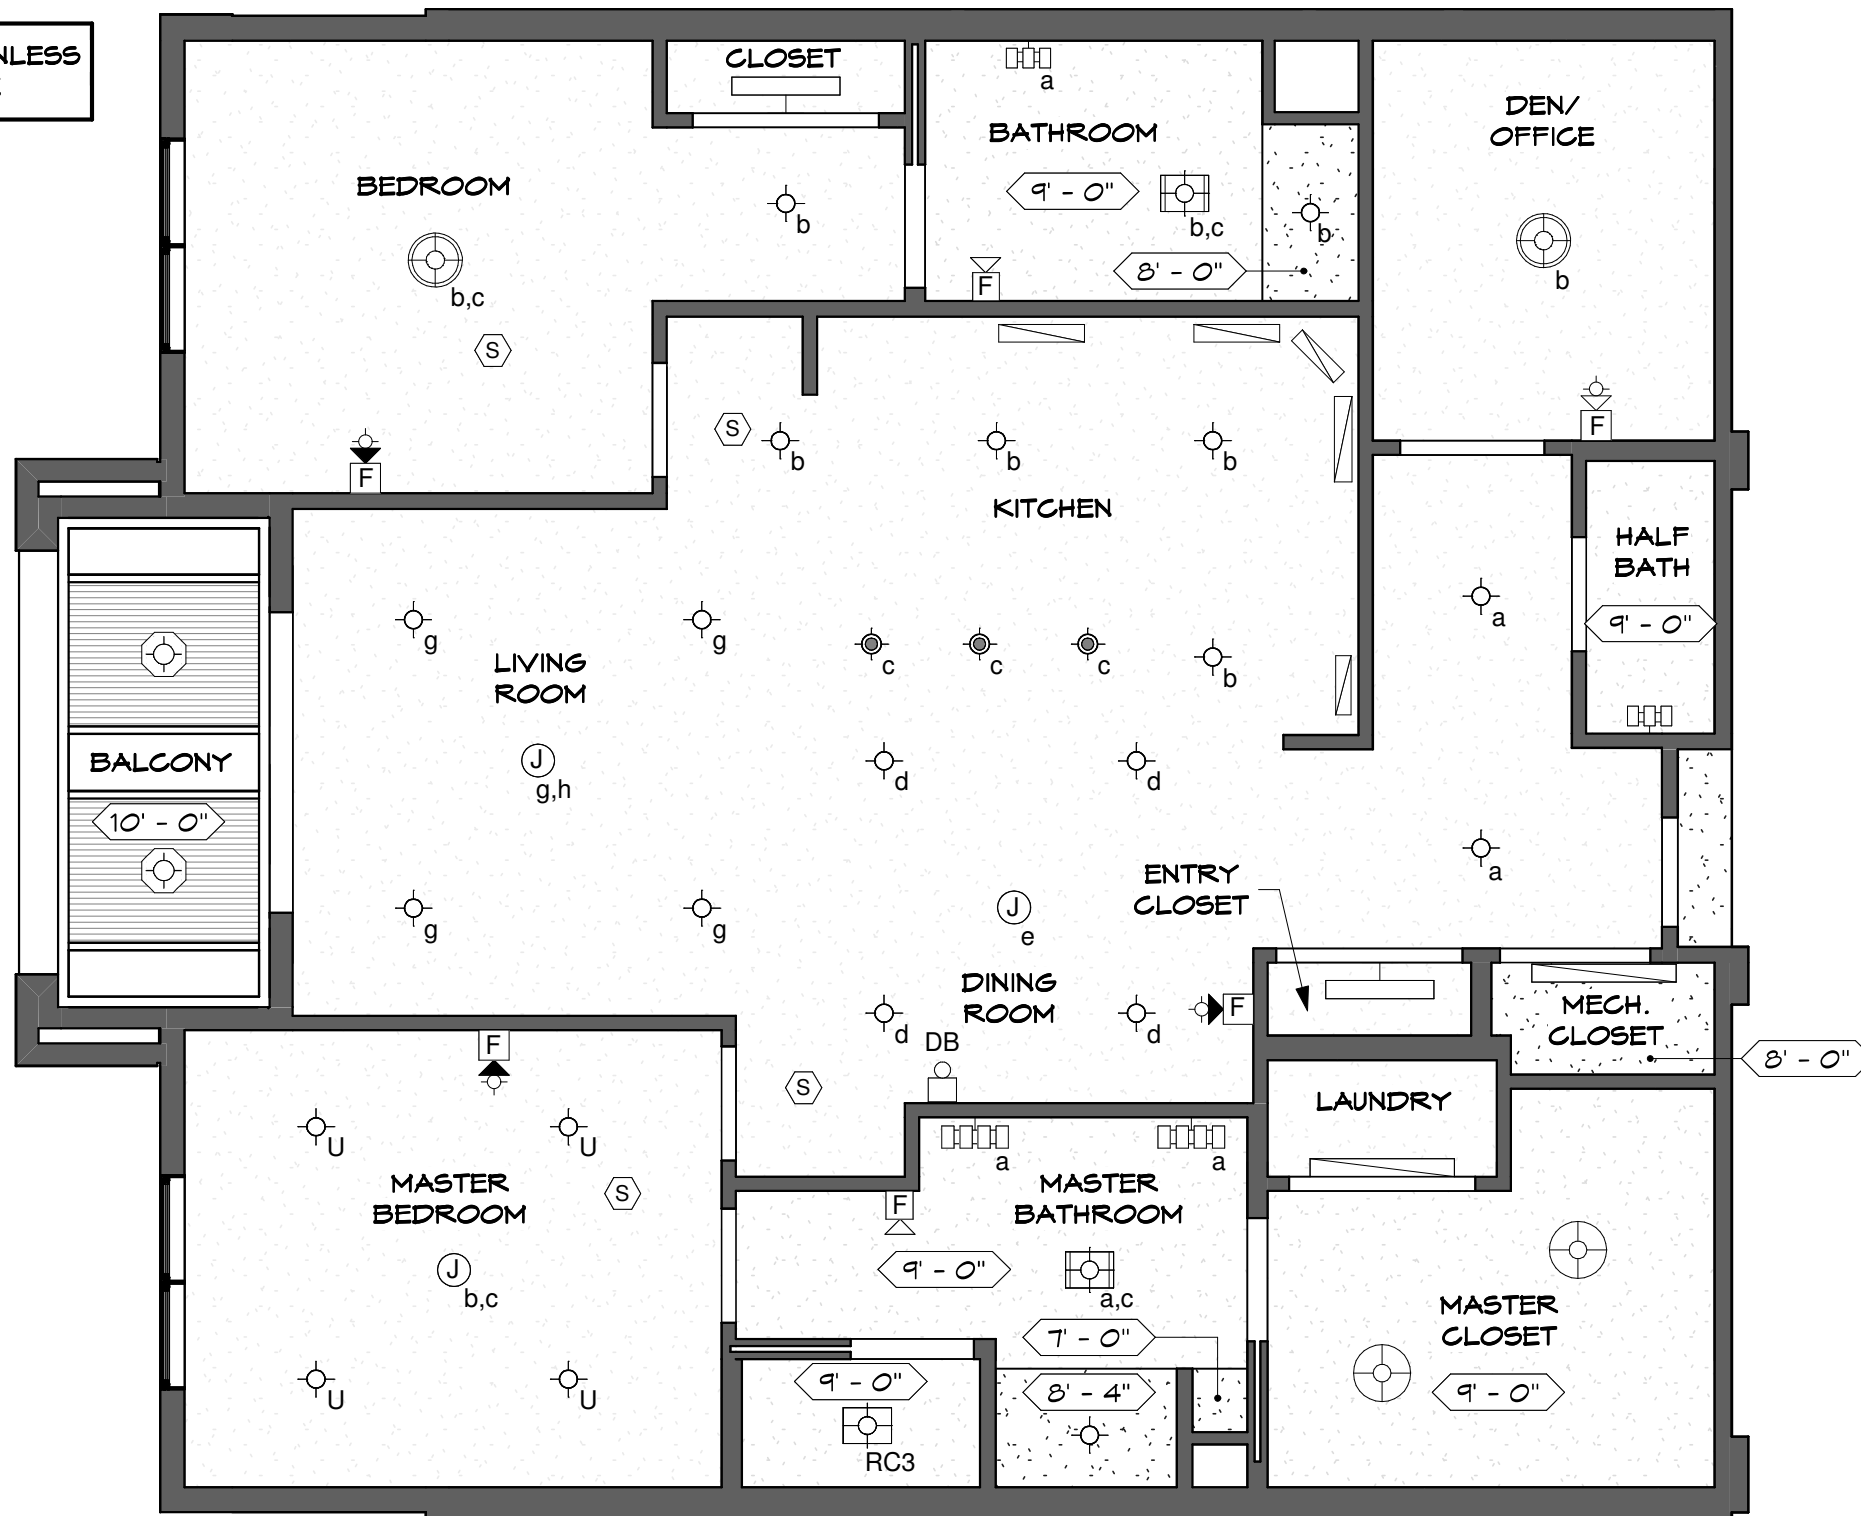 NLESS
CLOSET
a
BATHROOM
DEN/
OFFICE
BEDROOM
9' - 0"
b
b,c
b
8' - 0"
F
b,c
b
S
F
F
S
b
b
b
KITCHEN
HALF
BATH
9' - 0"
a
g
g
LIVING
ROOM
c
c
c
b
BALCONY
J
g,h
d
d
10' - 0"
a
ENTRY
CLOSET
g
g
J
e
DINING
ROOM
F
MECH.
CLOSET
8' - 0"
d
d
DB
F
S
LAUNDRY
U
U
a
a
MASTER
BEDROOM
S
F
MASTER
BATHROOM
9' - 0"
J
b,c
a,c
7' - 0"
MASTER
CLOSET
9' - 0"
U
U
9' - 0"
8' - 4"
RC3